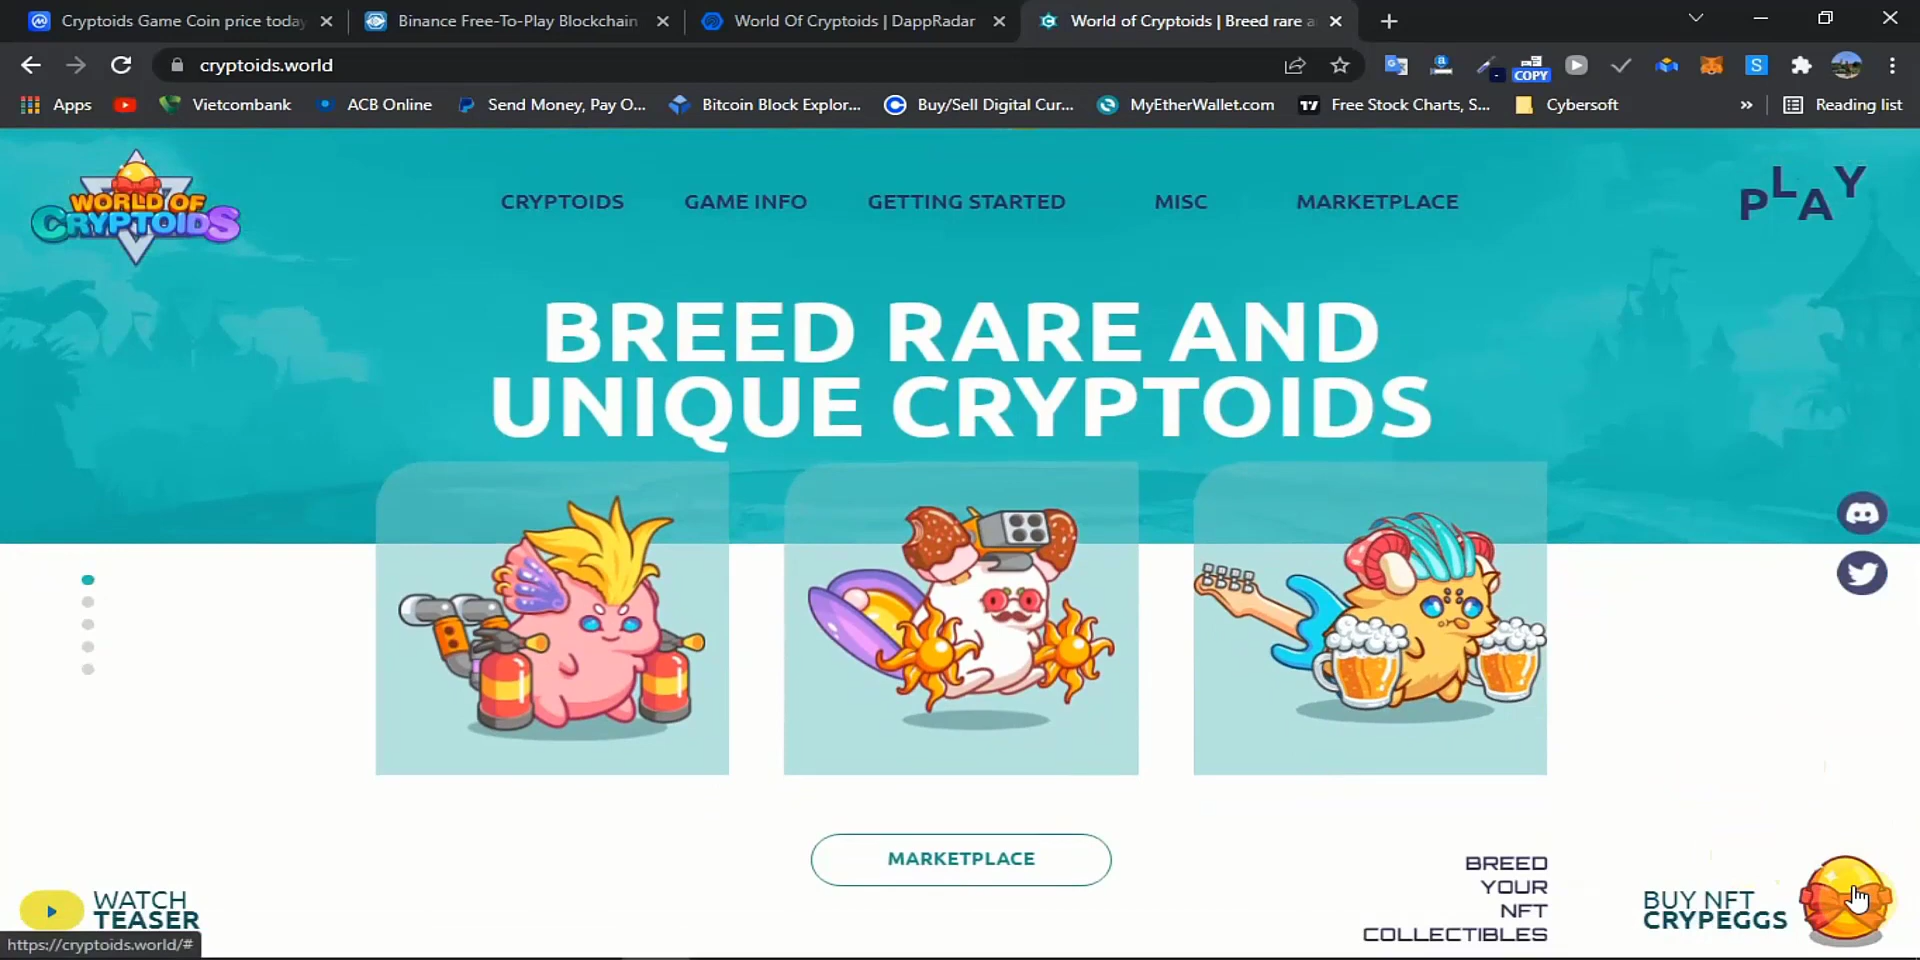 Cryptoids Game Coin price today
Binance Free-To-Play Blockchain
World Of Cryptoids | DappRadar
World of Cryptoids | Breed rare a
cryptoids.world
COPY
Apps
Vietcombank
ACB Online
Send Money, Pay O...
Bitcoin Block Explor...
Buy/Sell Digital Cur...
MyEtherWallet.com
Free Stock Charts, S...
Cybersoft
»
Reading list
WORLD OF
CRYPTOIDS
CRYPTOIDS
GAME INFO
GETTING STARTED
MISC
MARKETPLACE
PLAY
BREED RARE AND
UNIQUE CRYPTOIDS
MARKETPLACE
WATCH
TEASER
BREED
YOUR
NFT
COLLECTIBLES
BUY NFT
CRYPEGGS
https://cryptoids.world/#